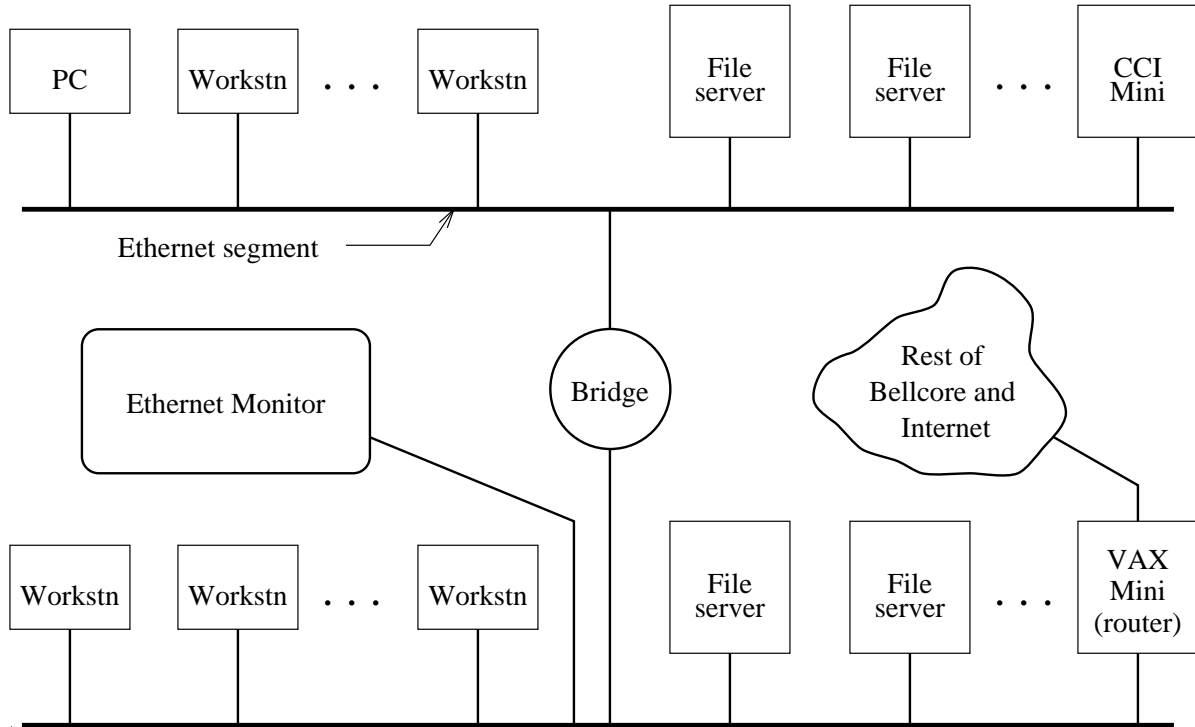 PC
Workstn
. . .
Workstn
File
server
File
server
. . .
CCI
Mini
Ethernet segment
Ethernet Monitor
Bridge
Rest of
Bellcore and
Internet
Workstn
Workstn
. . .
Workstn
File
server
File
server
. . .
VAX
Mini
(router)